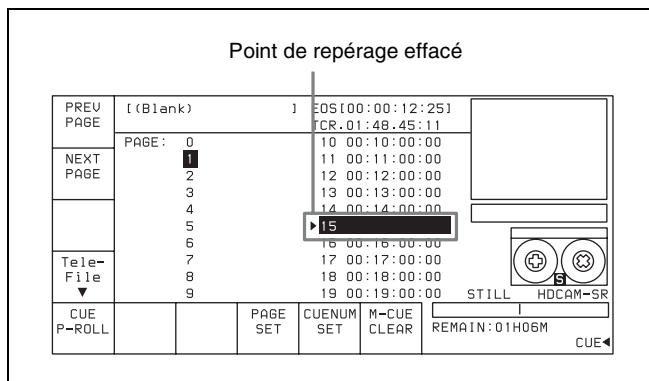 Point de repérage effacé
PREV PAGE
[(Blank) ] EOS[00:00:12:25]
TCR.01:48.45:11
NEXT PAGE
PAGE: 0
1
2
3
4
5
6
7
8
9
10 00:10:00:00
11 00:11:00:00
12 00:12:00:00
13 00:13:00:00
14 00:14:00:00
▶15
16 00:16:00:00
17 00:17:00:00
18 00:18:00:00
19 00:19:00:00
Tele-
File
▼
S
STILL HDCAM-SR
CUE P-ROLL
PAGE SET
CUENUM SET
M-CUE CLEAR
REMAIN:01H06M
CUE◀